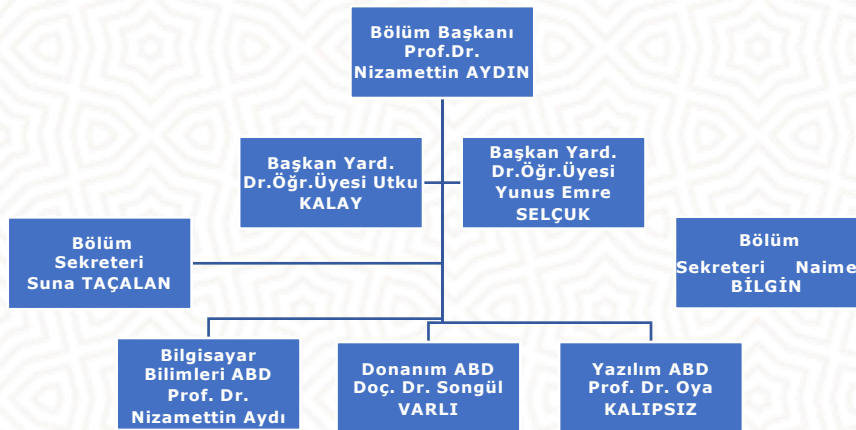 Bölüm Başkanı
Prof.Dr.
Nizamettin AYDIN
Başkan Yard.
Dr.Öğr.Üyesi Utku
KALAY
Başkan Yard.
Dr.Öğr.Üyesi
Yunus Emre
SELÇUK
Bölüm
Sekreteri
Suna TAÇALAN
Bölüm
Sekreteri Naime
BİLGİN
Bilgisayar
Bilimleri ABD
Prof. Dr.
Nizamettin Aydı
Donanım ABD
Doç. Dr. Songül
VARLI
Yazılım ABD
Prof. Dr. Oya
KALIPSIZ